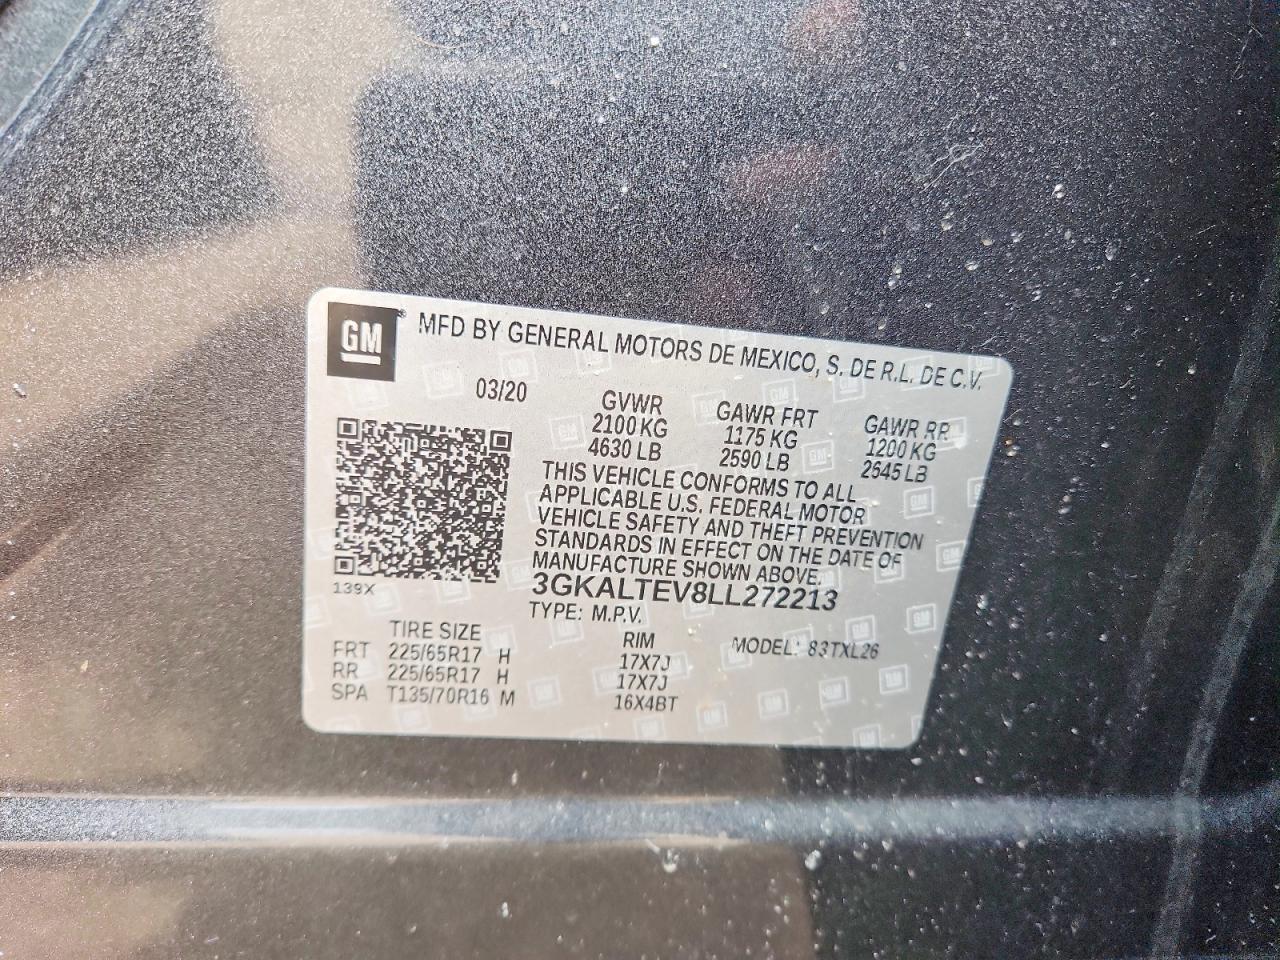 GM
MFD BY GENERAL MOTORS DE MEXICO, S. DE R.L. DE C.V.
03/20
GVWR GAWR FRT GAWR RR
2100 KG 1175 KG 1200 KG
4630 LB 2590 LB 2645 LB
THIS VEHICLE CONFORMS TO ALL
APPLICABLE U.S. FEDERAL MOTOR
VEHICLE SAFETY AND THEFT PREVENTION
STANDARDS IN EFFECT ON THE DATE OF
MANUFACTURE SHOWN ABOVE.
139X
3GKALTEV8LL272213
TYPE: M.P.V.
TIRE SIZE RIM MODEL: 83TXL26
FRT 225/65R17 H 17X7J
RR 225/65R17 H 17X7J
SPA T135/70R16 M 16X4BT